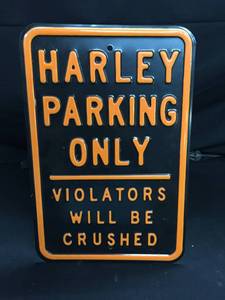 HARLEY
PARKING
ONLY
VIOLATORS
WILL BE
CRUSHED